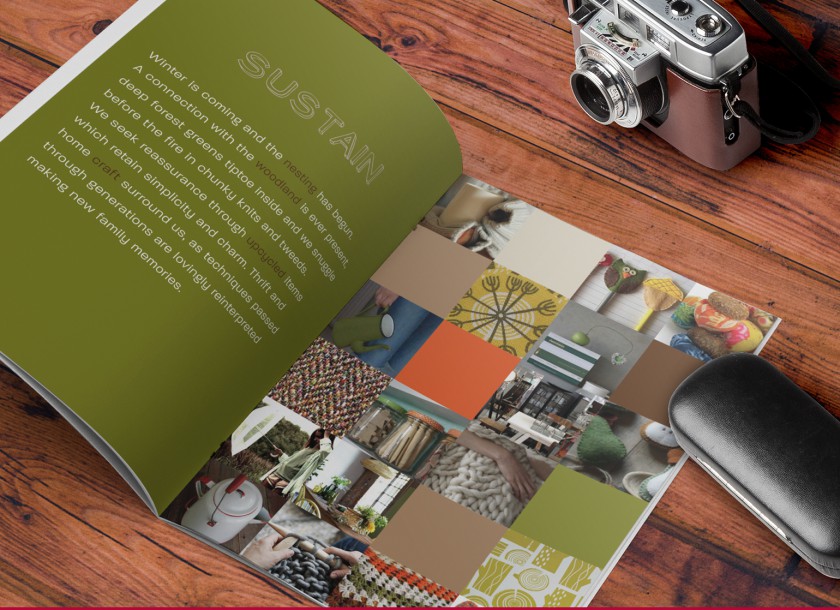 SUSTAIN
Winter is coming and the nesting has begun.
A connection with the woodland is ever present,
deep forest greens tiptoe inside and we snuggle
before the fire in chunky knits and tweeds.
We seek reassurance through upcycled items
which retain simplicity and charm. Thrift and
home craft surround us, as techniques passed
through generations are lovingly reinterpreted
making new family memories.